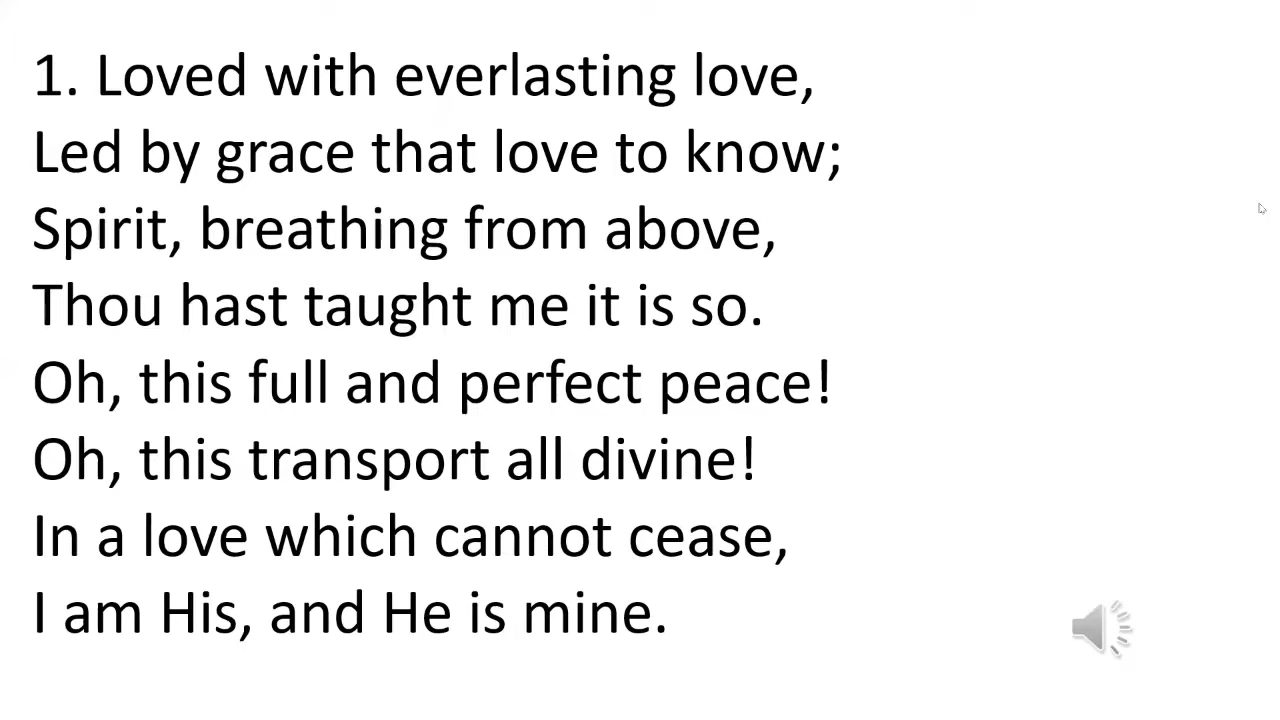 1. Loved with everlasting love,
Led by grace that love to know;
Spirit, breathing from above,
Thou hast taught me it is so.
Oh, this full and perfect peace!
Oh, this transport all divine!
In a love which cannot cease,
I am His, and He is mine.